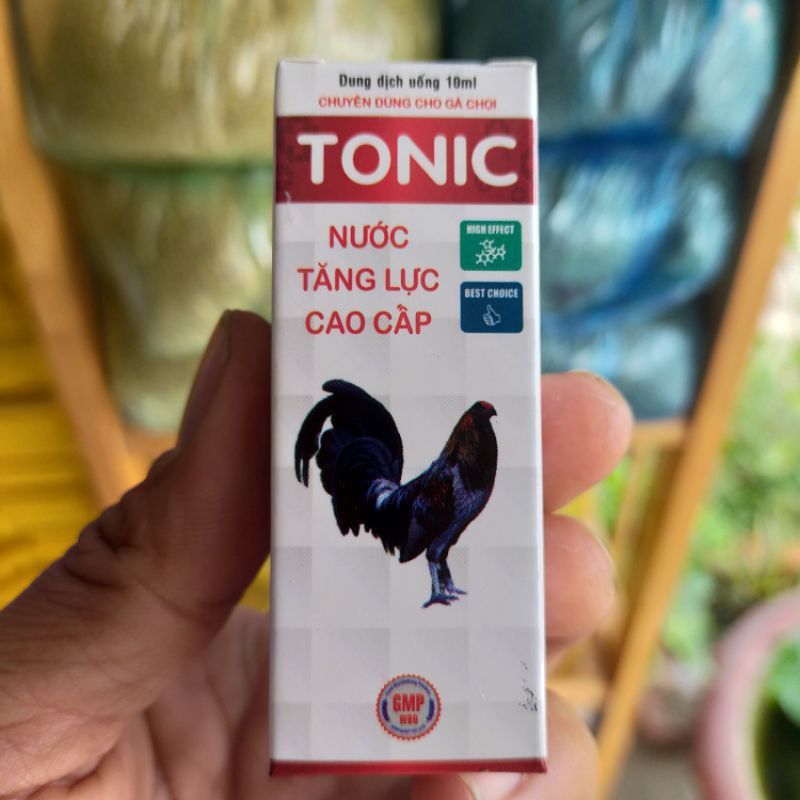 Dung dịch uống 10ml
CHUYÊN DÙNG CHO GÀ CHỌI
TONIC
NƯỚC
TĂNG LỰC
CAO CẤP
HIGH EFFECT
BEST CHOICE
GMP
WHO